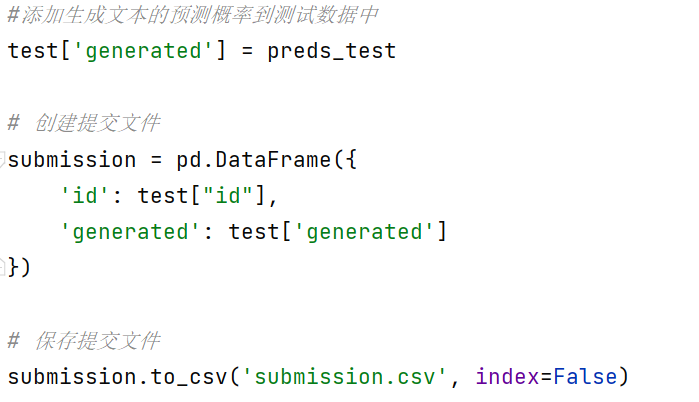 #添加生成文本的预测概率到测试数据中
test['generated'] = preds_test
# 创建提交文件
submission = pd.DataFrame({
    'id': test["id"],
    'generated': test['generated']
})
# 保存提交文件
submission.to_csv('submission.csv', index=False)